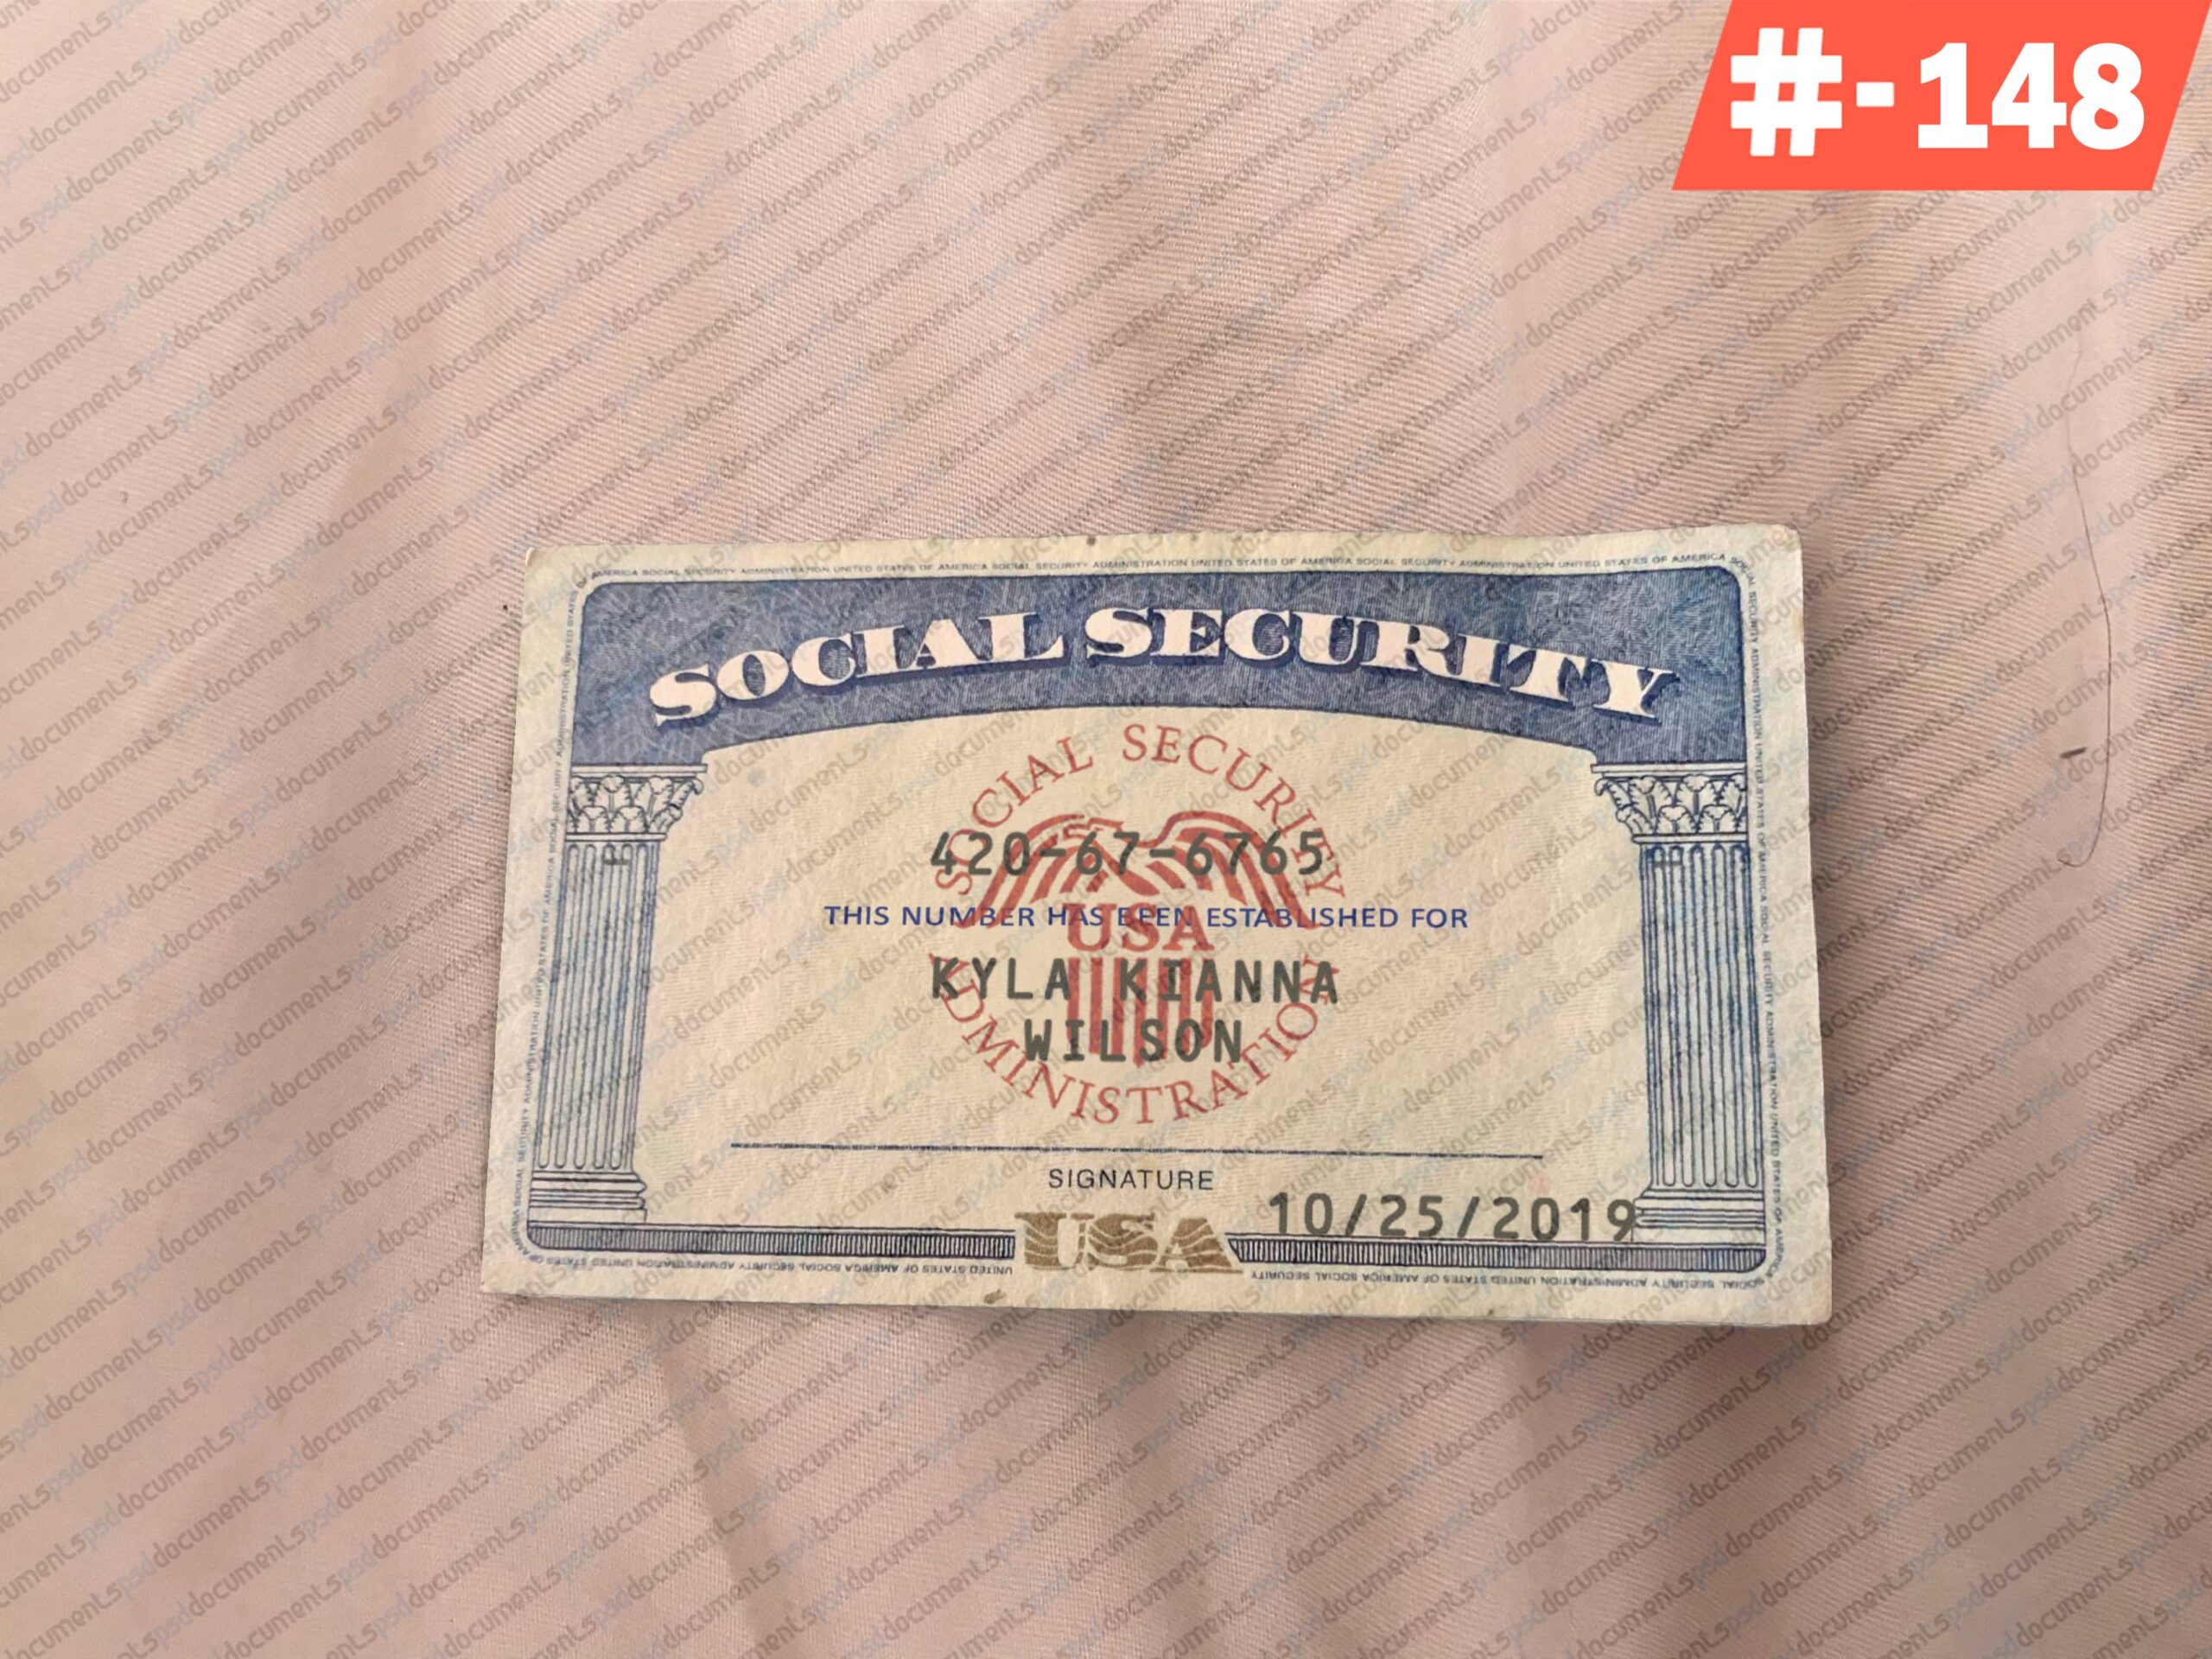 #-148
SOCIAL SECURITY
SOCIAL SECURITY ADMINISTRATION
420-67-6765
THIS NUMBER HAS BEEN ESTABLISHED FOR
USA
KYLA KIANNA
WILSON
SIGNATURE
10/25/2019
USA
psddocuments